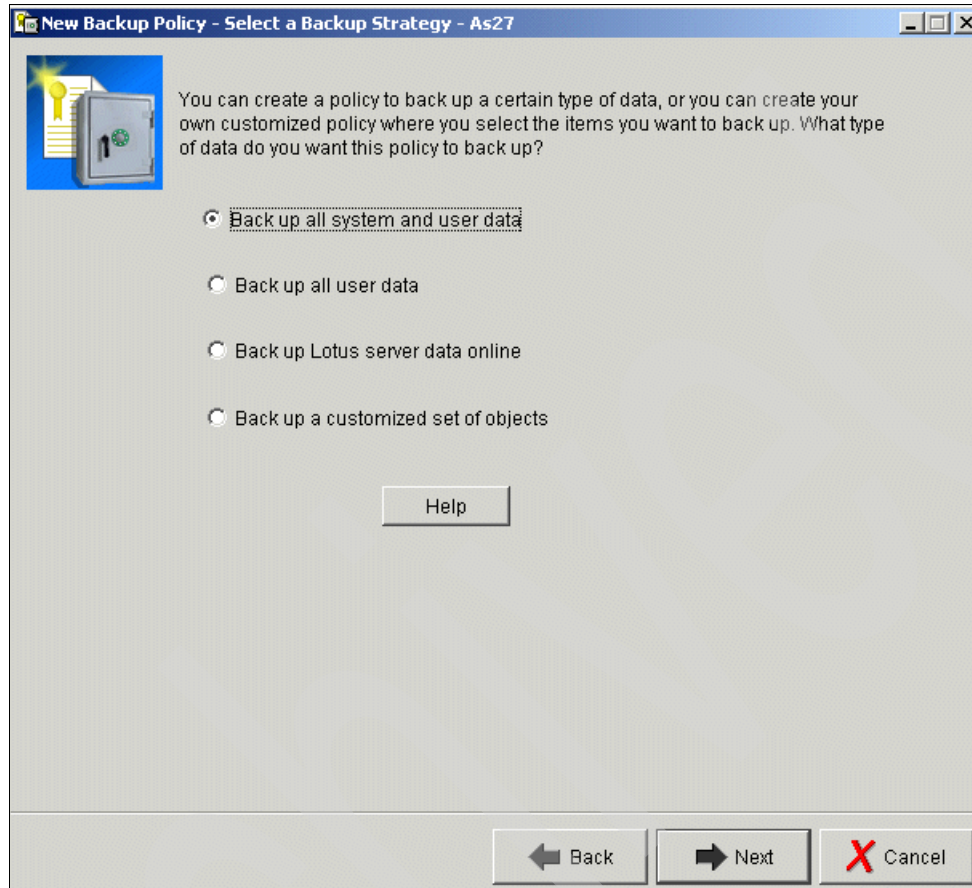 New Backup Policy - Select a Backup Strategy - As27
You can create a policy to back up a certain type of data, or you can create your
own customized policy where you select the items you want to back up. What type
of data do you want this policy to back up?
Back up all system and user data
Back up all user data
Back up Lotus server data online
Back up a customized set of objects
Help
Back
Next
Cancel